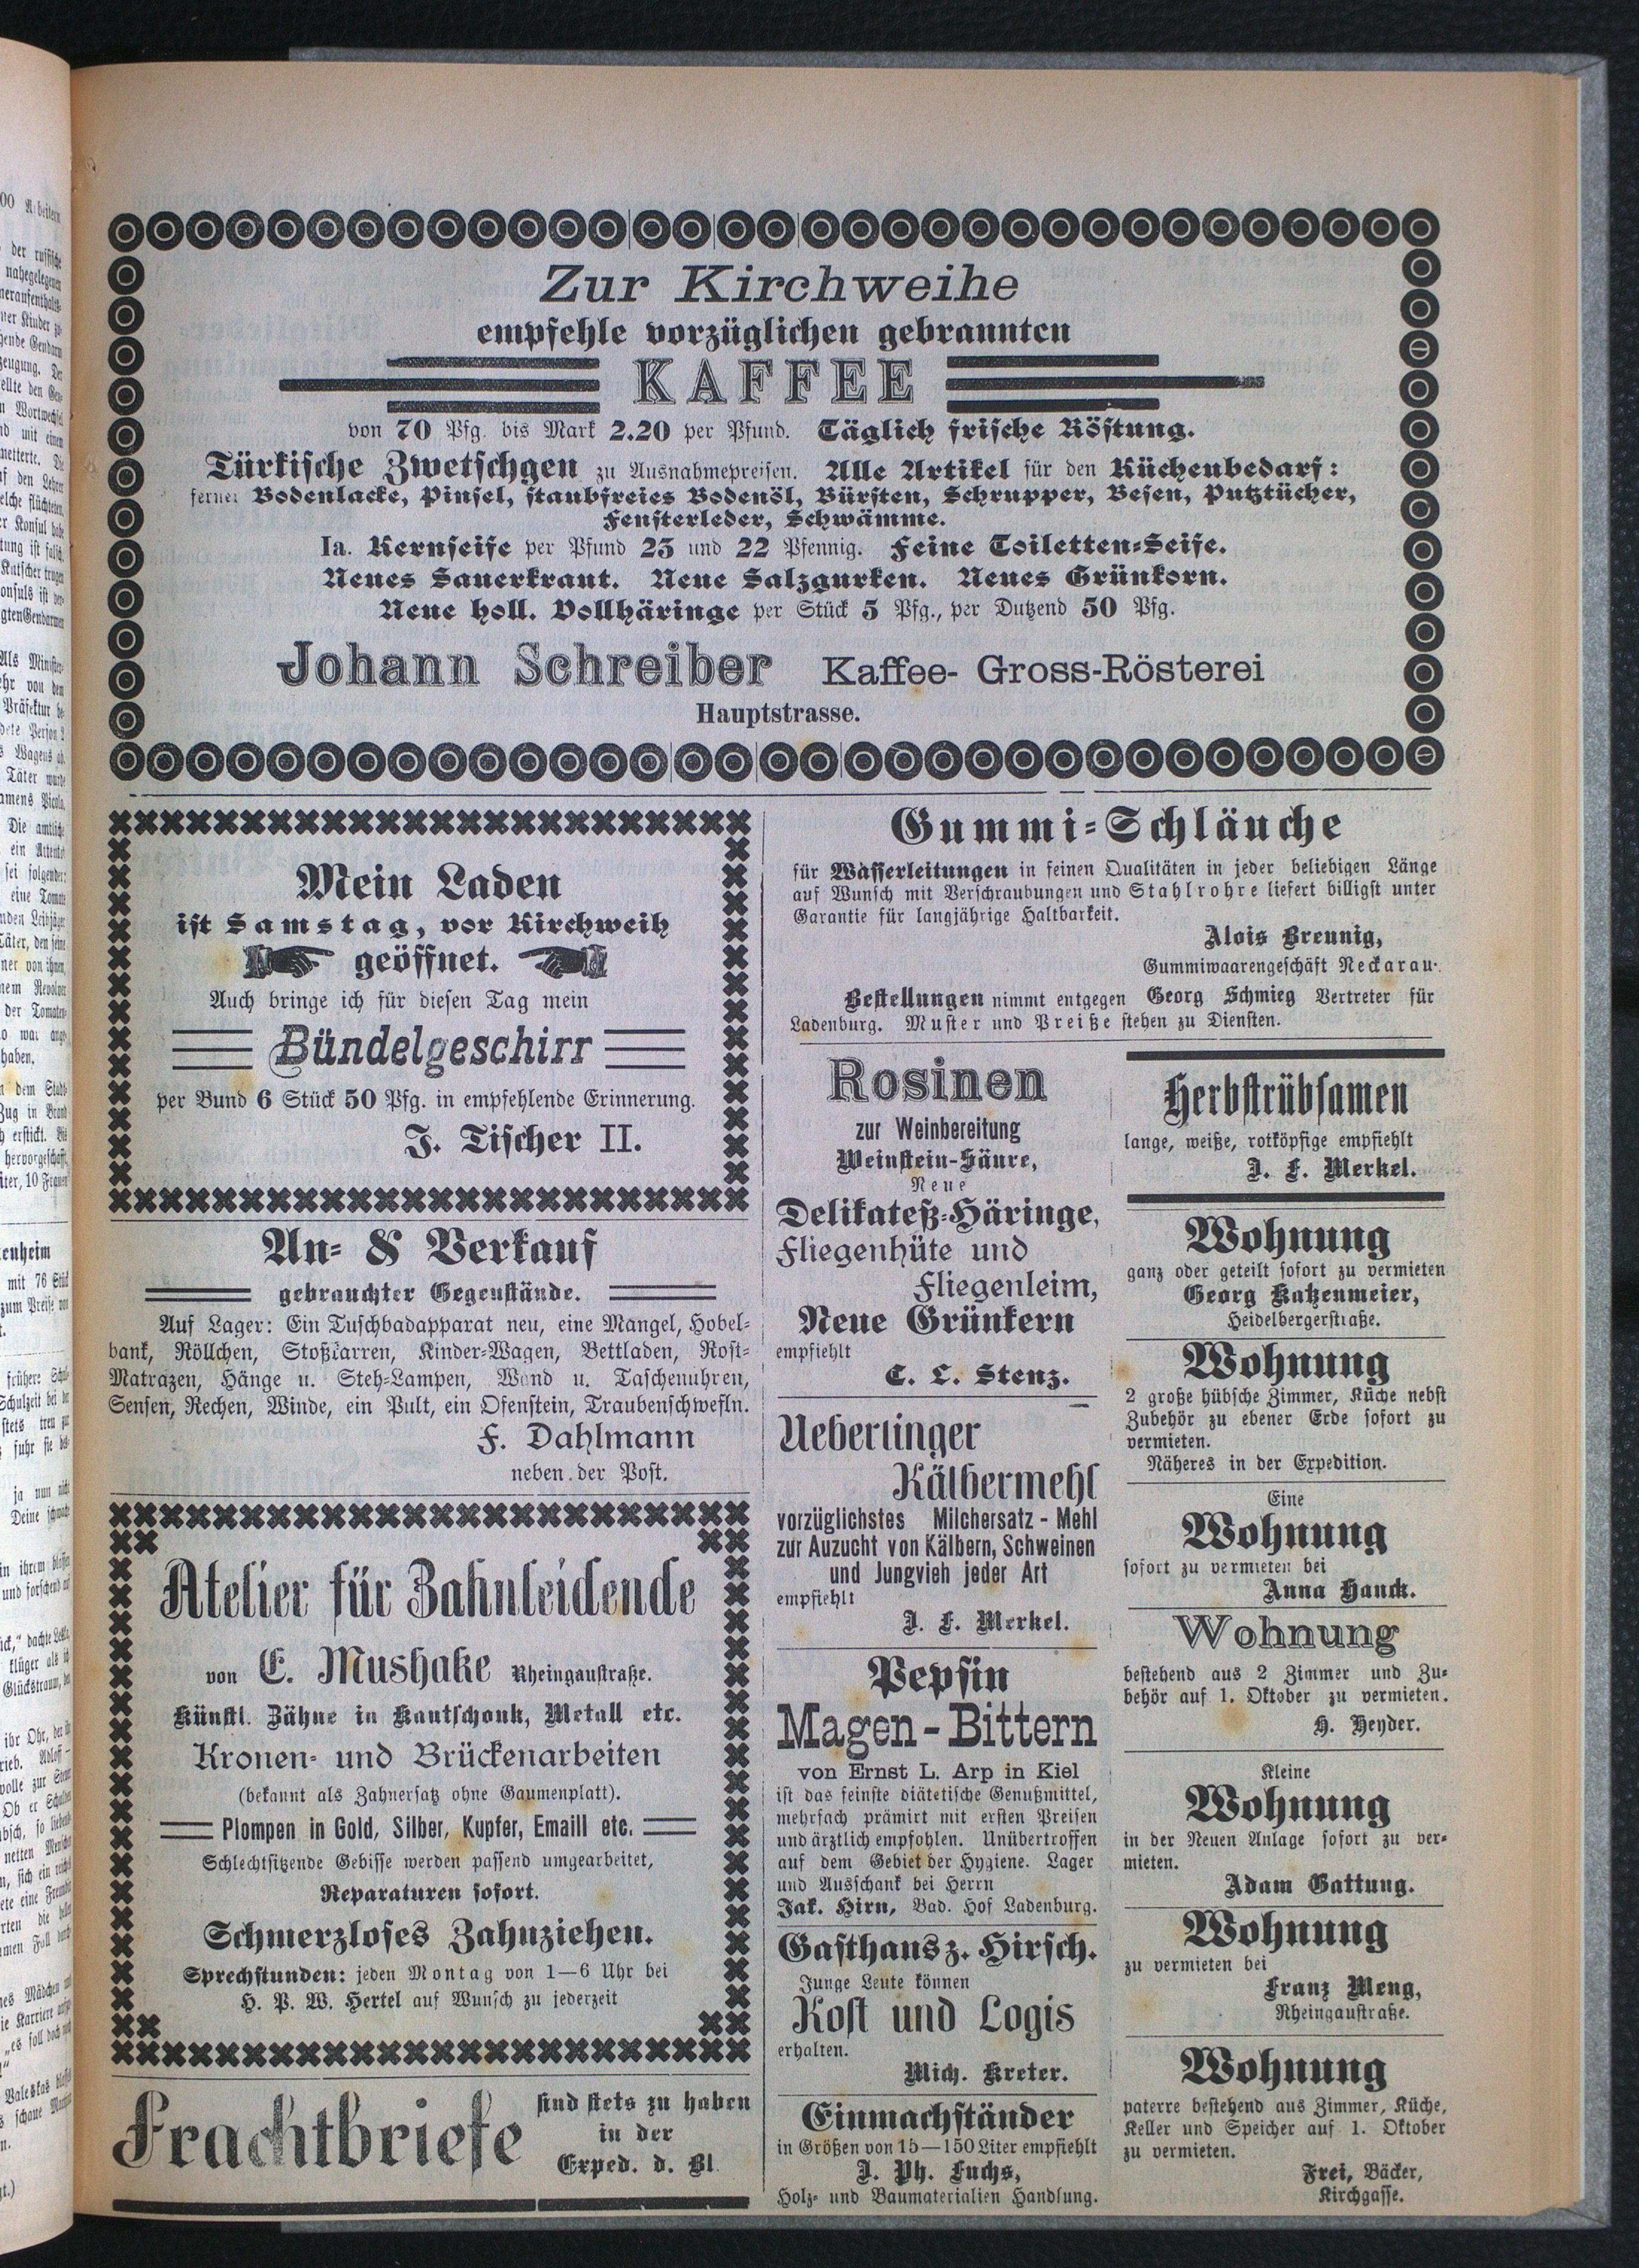 Zur Kirchweihe
empfehle vorzüglichen gebrannten
KAFFEE
von 70 Pfg. bis Mark 2.20 per Pfund. Täglich frische Röstung.
Türkische Zwetschgen zu Ausnahmepreisen. Alle Artikel für den Küchenbedarf:
ferner Bodenlacke, Pinsel, staubfreies Bodenöl, Bürsten, Schrupper, Besen, Putztücher,
Fensterleder, Schwämme.
Ia. Kernseife per Pfund 23 und 22 Pfennig. Feine Toiletten-Seife.
Neues Sauerkraut. Neue Salzgurken. Neues Grünkorn.
Neue holl. Vollhäringe per Stück 5 Pfg., per Dutzend 50 Pfg.
Johann Schreiber Kaffee- Gross-Rösterei
Hauptstrasse.
Mein Laden
ist Samstag, vor Kirchweih
geöffnet.
Auch bringe ich für diesen Tag mein
Bündelgeschirr
per Bund 6 Stück 50 Pfg. in empfehlende Erinnerung.
J. Tischer II.
An- & Verkauf
gebrauchter Gegenstände.
Auf Lager: Ein Tuschbadapparat neu, eine Mangel, Hobel-
bank, Röllchen, Stoßkarren, Kinder-Wagen, Bettladen, Rost-
Matrazen, Hänge u. Steh-Lampen, Wand u. Taschenuhren,
Sensen, Rechen, Winde, ein Pult, ein Ofenstein, Traubenschwefln.
F. Dahlmann
neben der Post.
Atelier für Zahnleidende
von E. Mushake Rheingaustraße.
Künstl. Zähne in Kautschouk, Metall etc.
Kronen- und Brückenarbeiten
(bekannt als Zahnersatz ohne Gaumenplatt).
Plompen in Gold, Silber, Kupfer, Emaill etc.
Schlechtsitzende Gebisse werden passend umgearbeitet,
Reparaturen sofort.
Schmerzloses Zahnziehen.
Sprechstunden: jeden Montag von 1—6 Uhr bei
H. P. W. Hertel auf Wunsch zu jederzeit
Frachtbriefe
sind stets zu haben
in der
Exped. d. Bl
Gummi-Schläuche
für Wasserleitungen in feinen Qualitäten in jeder beliebigen Länge
auf Wunsch mit Verschraubungen und Stahlrohre liefert billigst unter
Garantie für langjährige Haltbarkeit.
Alois Breunig,
Gummiwaarengeschäft Neckarau.
Bestellungen nimmt entgegen Georg Schmieg Vertreter für
Ladenburg. Muster und Preiße stehen zu Diensten.
Rosinen
zur Weinbereitung
Weinstein-Säure,
Neue
Delikateß-Häringe,
Fliegenhüte und
Fliegenleim,
Neue Grünkern
empfiehlt
C. L. Stenz.
Ueberlinger
Kälbermehl
vorzüglichstes Milchersatz - Mehl
zur Auzucht von Kälbern, Schweinen
und Jungvieh jeder Art
empfiehlt
J. F. Merkel.
Pepsin
Magen-Bittern
von Ernst L. Arp in Kiel
ist das feinste diätetische Genußmittel,
mehrfach prämirt mit ersten Preisen
und ärztlich empfohlen. Unübertroffen
auf dem Gebiet der Hygiene. Lager
und Ausschank bei Herrn
Jak. Hirn, Bad. Hof Ladenburg.
Gasthaus z. Hirsch.
Junge Leute können
Kost und Logis
erhalten.
Mich. Kreter.
Einmachständer
in Größen von 15—150 Liter empfiehlt
J. Ph. Fuchs,
Holz- und Baumaterialien Handlung.
Herbstrübsamen
lange, weiße, rotköpfige empfiehlt
J. F. Merkel.
Wohnung
ganz oder geteilt sofort zu vermieten
Georg Katzenmeier,
Heidelbergerstraße.
Wohnung
2 große hübsche Zimmer, Küche nebst
Zubehör zu ebener Erde sofort zu
vermieten.
Näheres in der Expedition.
Eine
Wohnung
sofort zu vermieten bei
Anna Hauck.
Wohnung
bestehend aus 2 Zimmer und Zu-
behör auf 1. Oktober zu vermieten.
H. Heyder.
Kleine
Wohnung
in der Neuen Anlage sofort zu ver-
mieten.
Adam Gattung.
Wohnung
zu vermieten bei
Franz Meng,
Rheingaustraße.
Wohnung
paterre bestehend aus Zimmer, Küche,
Keller und Speicher auf 1. Oktober
zu vermieten.
Frei, Bäcker,
Kirchgasse.